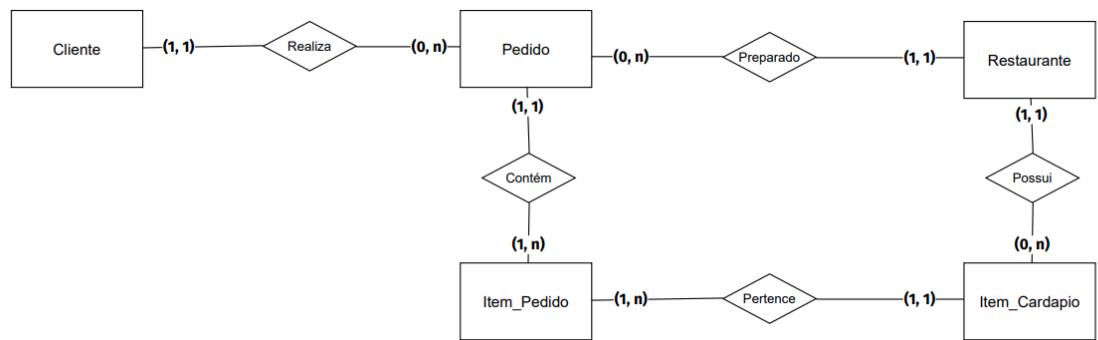 Cliente
(1, 1)
Realiza
(0, n)
Pedido
(0, n)
Preparado
(1, 1)
Restaurante
(1, 1)
(1, 1)
Contém
Possui
(1, n)
(0, n)
Item_Pedido
(1, n)
Pertence
(1, 1)
Item_Cardapio